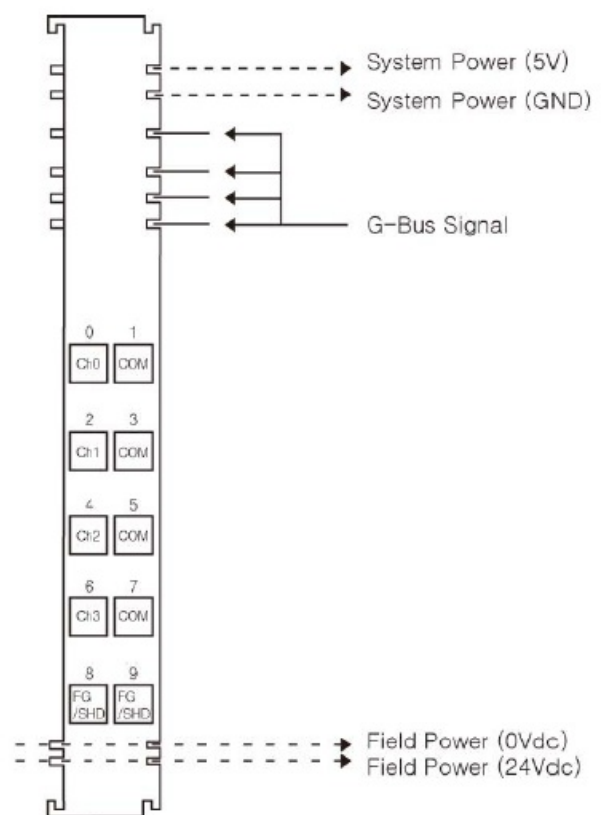 System Power (5V)
System Power (GND)
G-Bus Signal
0 1
Ch0 COM
2 3
Ch1 COM
4 5
Ch2 COM
6 7
Ch3 COM
8 9
FG FG
/SHD /SHD
Field Power (0Vdc)
Field Power (24Vdc)